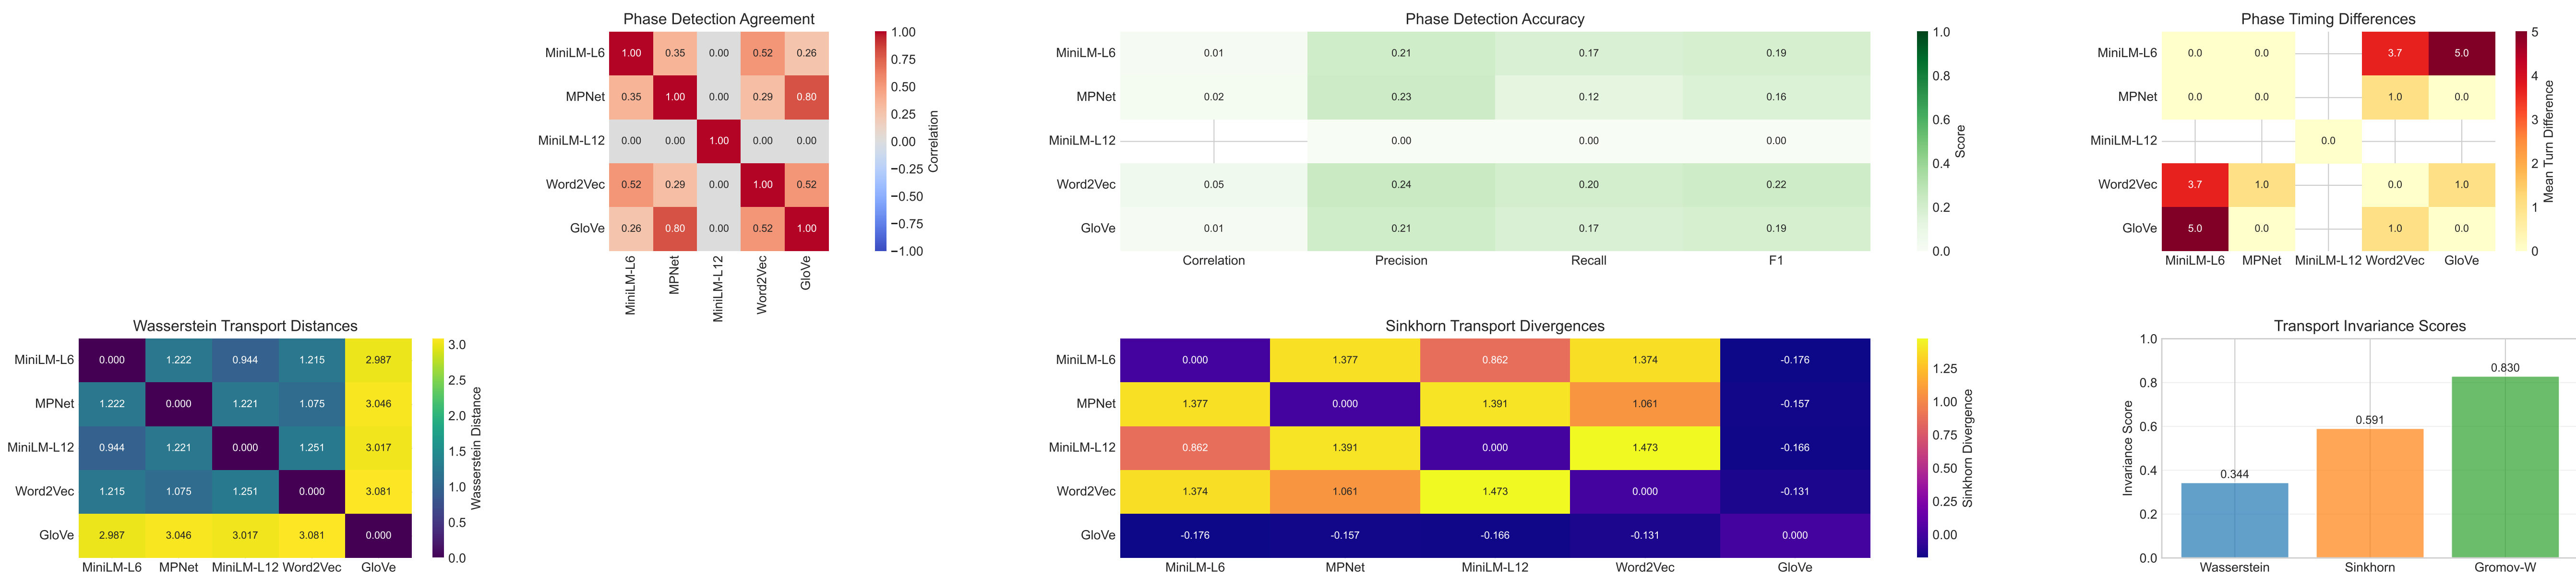 Phase Detection Agreement
MiniLM-L6 1.00 0.35 0.00 0.52 0.26
MPNet 0.35 1.00 0.00 0.29 0.80
MiniLM-L12 0.00 0.00 1.00 0.00 0.00
Word2Vec 0.52 0.29 0.00 1.00 0.52
GloVe 0.26 0.80 0.00 0.52 1.00
MiniLM-L6 MPNet MiniLM-L12 Word2Vec GloVe
1.00
0.75
0.50
0.25
0.00
−0.25
−0.50
−0.75
−1.00
Correlation
Phase Detection Accuracy
MiniLM-L6 0.01 0.21 0.17 0.19
MPNet 0.02 0.23 0.12 0.16
MiniLM-L12 0.00 0.00 0.00
Word2Vec 0.05 0.24 0.20 0.22
GloVe 0.01 0.21 0.17 0.19
Correlation Precision Recall F1
1.0
0.8
0.6
0.4
0.2
0.0
Score
Phase Timing Differences
MiniLM-L6 0.0 0.0 3.7 5.0
MPNet 0.0 0.0 1.0 0.0
MiniLM-L12 0.0
Word2Vec 3.7 1.0 0.0 1.0
GloVe 5.0 0.0 1.0 0.0
MiniLM-L6 MPNet MiniLM-L12 Word2Vec GloVe
5
4
3
2
1
0
Mean Turn Difference
Wasserstein Transport Distances
MiniLM-L6 0.000 1.222 0.944 1.215 2.987
MPNet 1.222 0.000 1.221 1.075 3.046
MiniLM-L12 0.944 1.221 0.000 1.251 3.017
Word2Vec 1.215 1.075 1.251 0.000 3.081
GloVe 2.987 3.046 3.017 3.081 0.000
MiniLM-L6 MPNet MiniLM-L12 Word2Vec GloVe
3.0
2.5
2.0
1.5
1.0
0.5
0.0
Wasserstein Distance
Sinkhorn Transport Divergences
MiniLM-L6 0.000 1.377 0.862 1.374 -0.176
MPNet 1.377 0.000 1.391 1.061 -0.157
MiniLM-L12 0.862 1.391 0.000 1.473 -0.166
Word2Vec 1.374 1.061 1.473 0.000 -0.131
GloVe -0.176 -0.157 -0.166 -0.131 0.000
MiniLM-L6 MPNet MiniLM-L12 Word2Vec GloVe
1.25
1.00
0.75
0.50
0.25
0.00
Sinkhorn Divergence
Transport Invariance Scores
1.0
0.8
0.6
0.4
0.2
0.0
Invariance Score
0.344 0.591 0.830
Wasserstein Sinkhorn Gromov-W